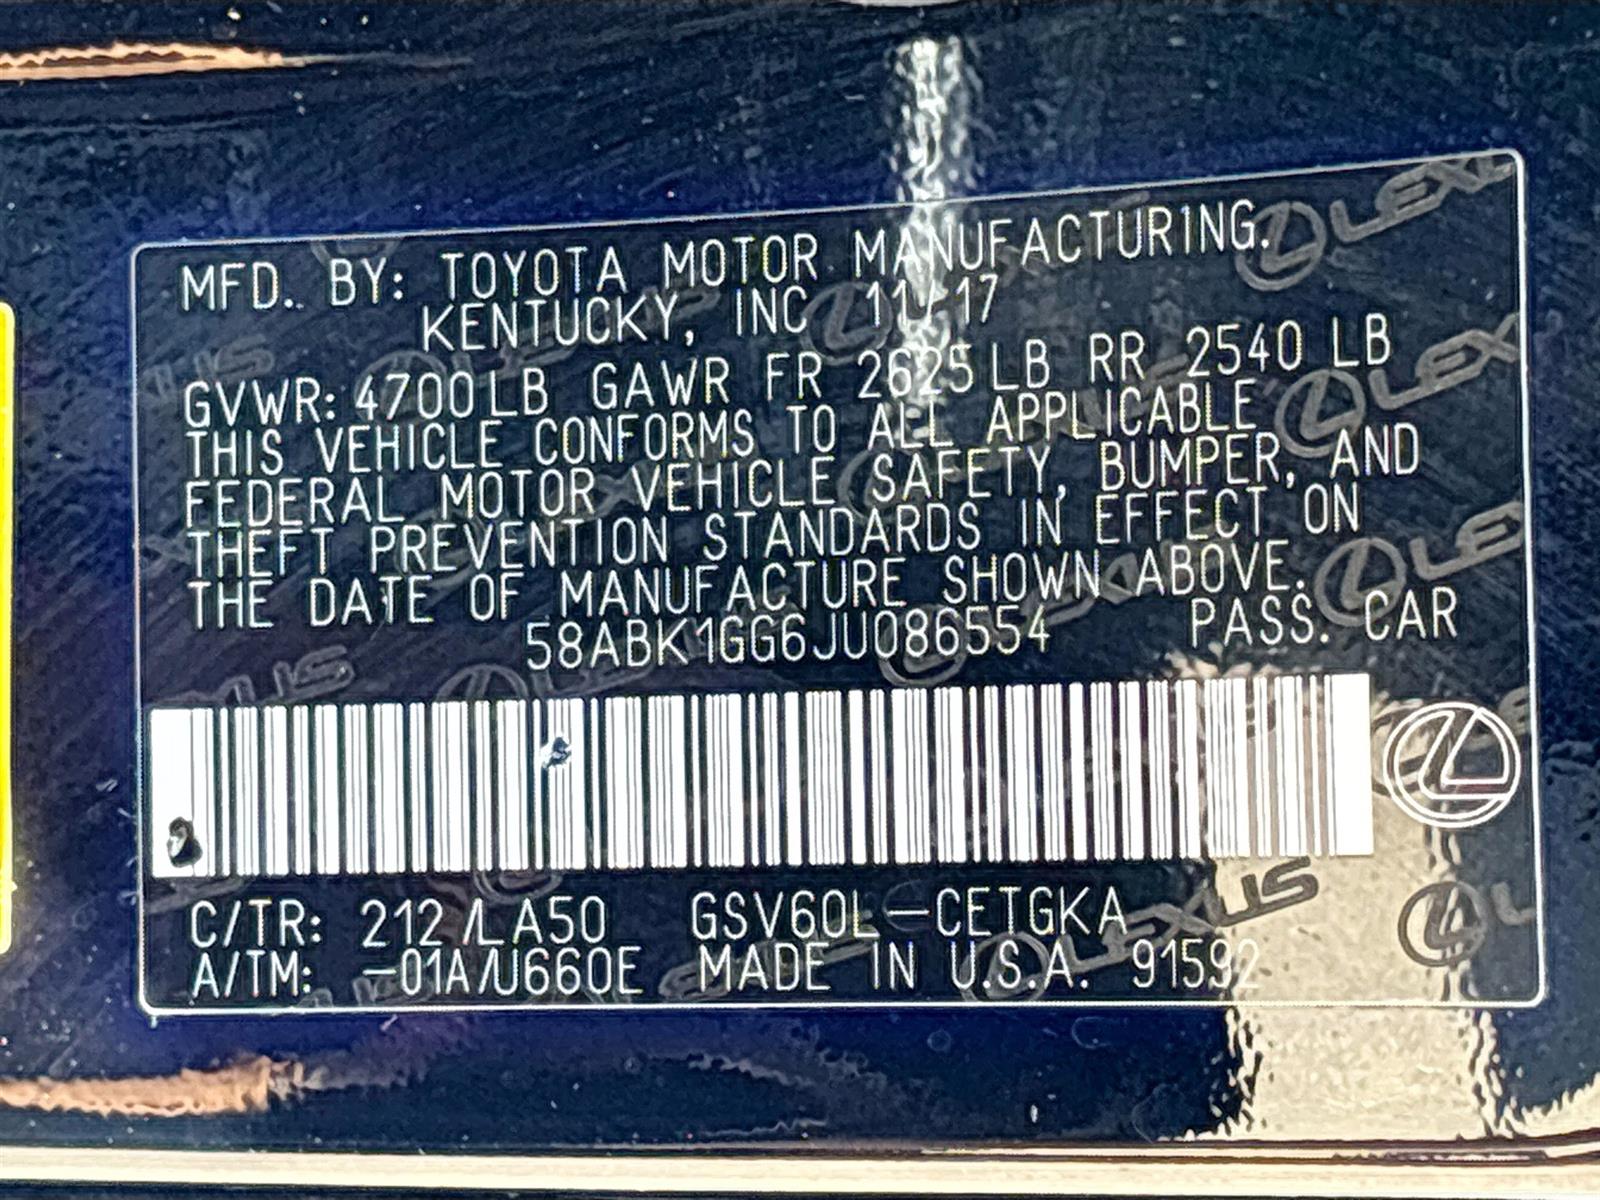 MFD. BY: TOYOTA MOTOR MANUFACTURING.
KENTUCKY, INC 11/17
GVWR: 4700LB GAWR FR 2625LB RR 2540 LB
THIS VEHICLE CONFORMS TO ALL APPLICABLE
FEDERAL MOTOR VEHICLE SAFETY, BUMPER, AND
THEFT PREVENTION STANDARDS IN EFFECT ON
THE DATE OF MANUFACTURE SHOWN ABOVE.
58ABK1GG6JU086554 PASS. CAR
C/TR: 212/LA50 GSV60L-CETGKA
A/TM: -01A/U660E MADE IN U.S.A. 91592
LEXUS